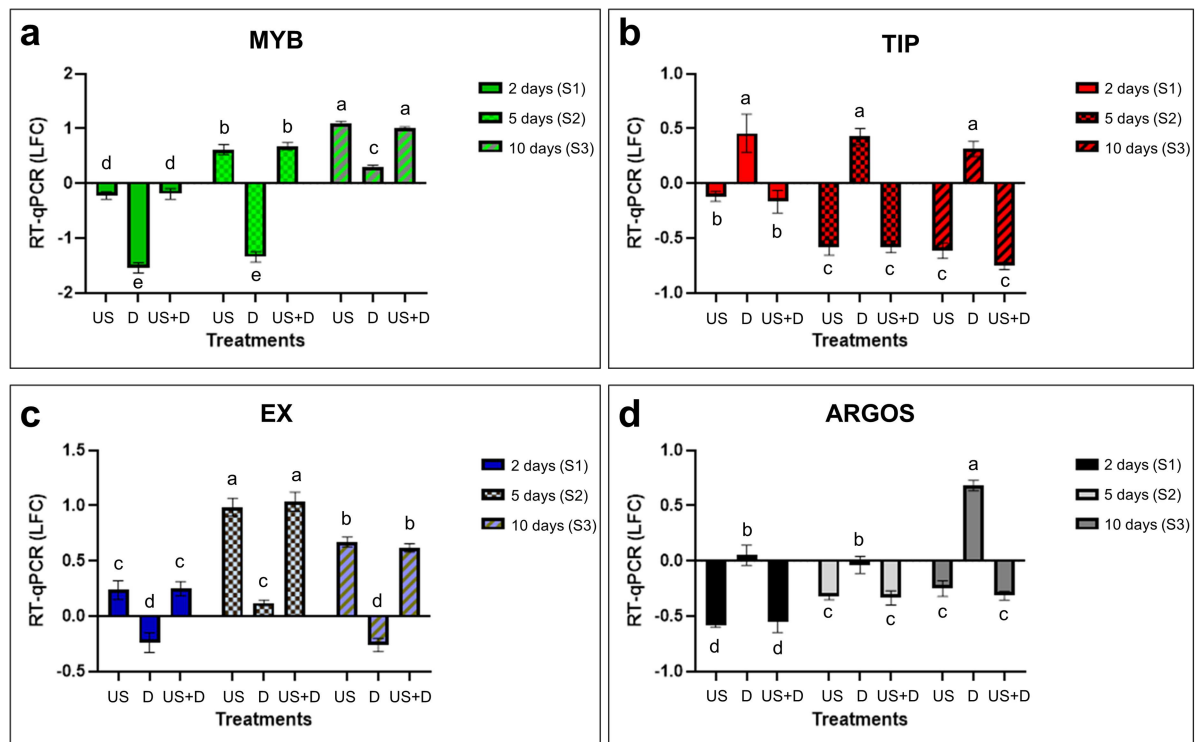 a
MYB
RT-qPCR (LFC)
2
1
0
-1
-2
d
e
d
b
e
b
a
c
a
US D US+D US D US+D US D US+D
Treatments
2 days (S1)
5 days (S2)
10 days (S3)
b
TIP
RT-qPCR (LFC)
1.0
0.5
0.0
-0.5
-1.0
b
a
b
c
a
c
c
a
c
US D US+D US D US+D US D US+D
Treatments
2 days (S1)
5 days (S2)
10 days (S3)
c
EX
RT-qPCR (LFC)
1.5
1.0
0.5
0.0
-0.5
c
d
c
a
c
a
b
d
b
US D US+D US D US+D US D US+D
Treatments
2 days (S1)
5 days (S2)
10 days (S3)
d
ARGOS
RT-qPCR (LFC)
1.0
0.5
0.0
-0.5
-1.0
d
b
d
c
b
c
c
a
c
US D US+D US D US+D US D US+D
Treatments
2 days (S1)
5 days (S2)
10 days (S3)